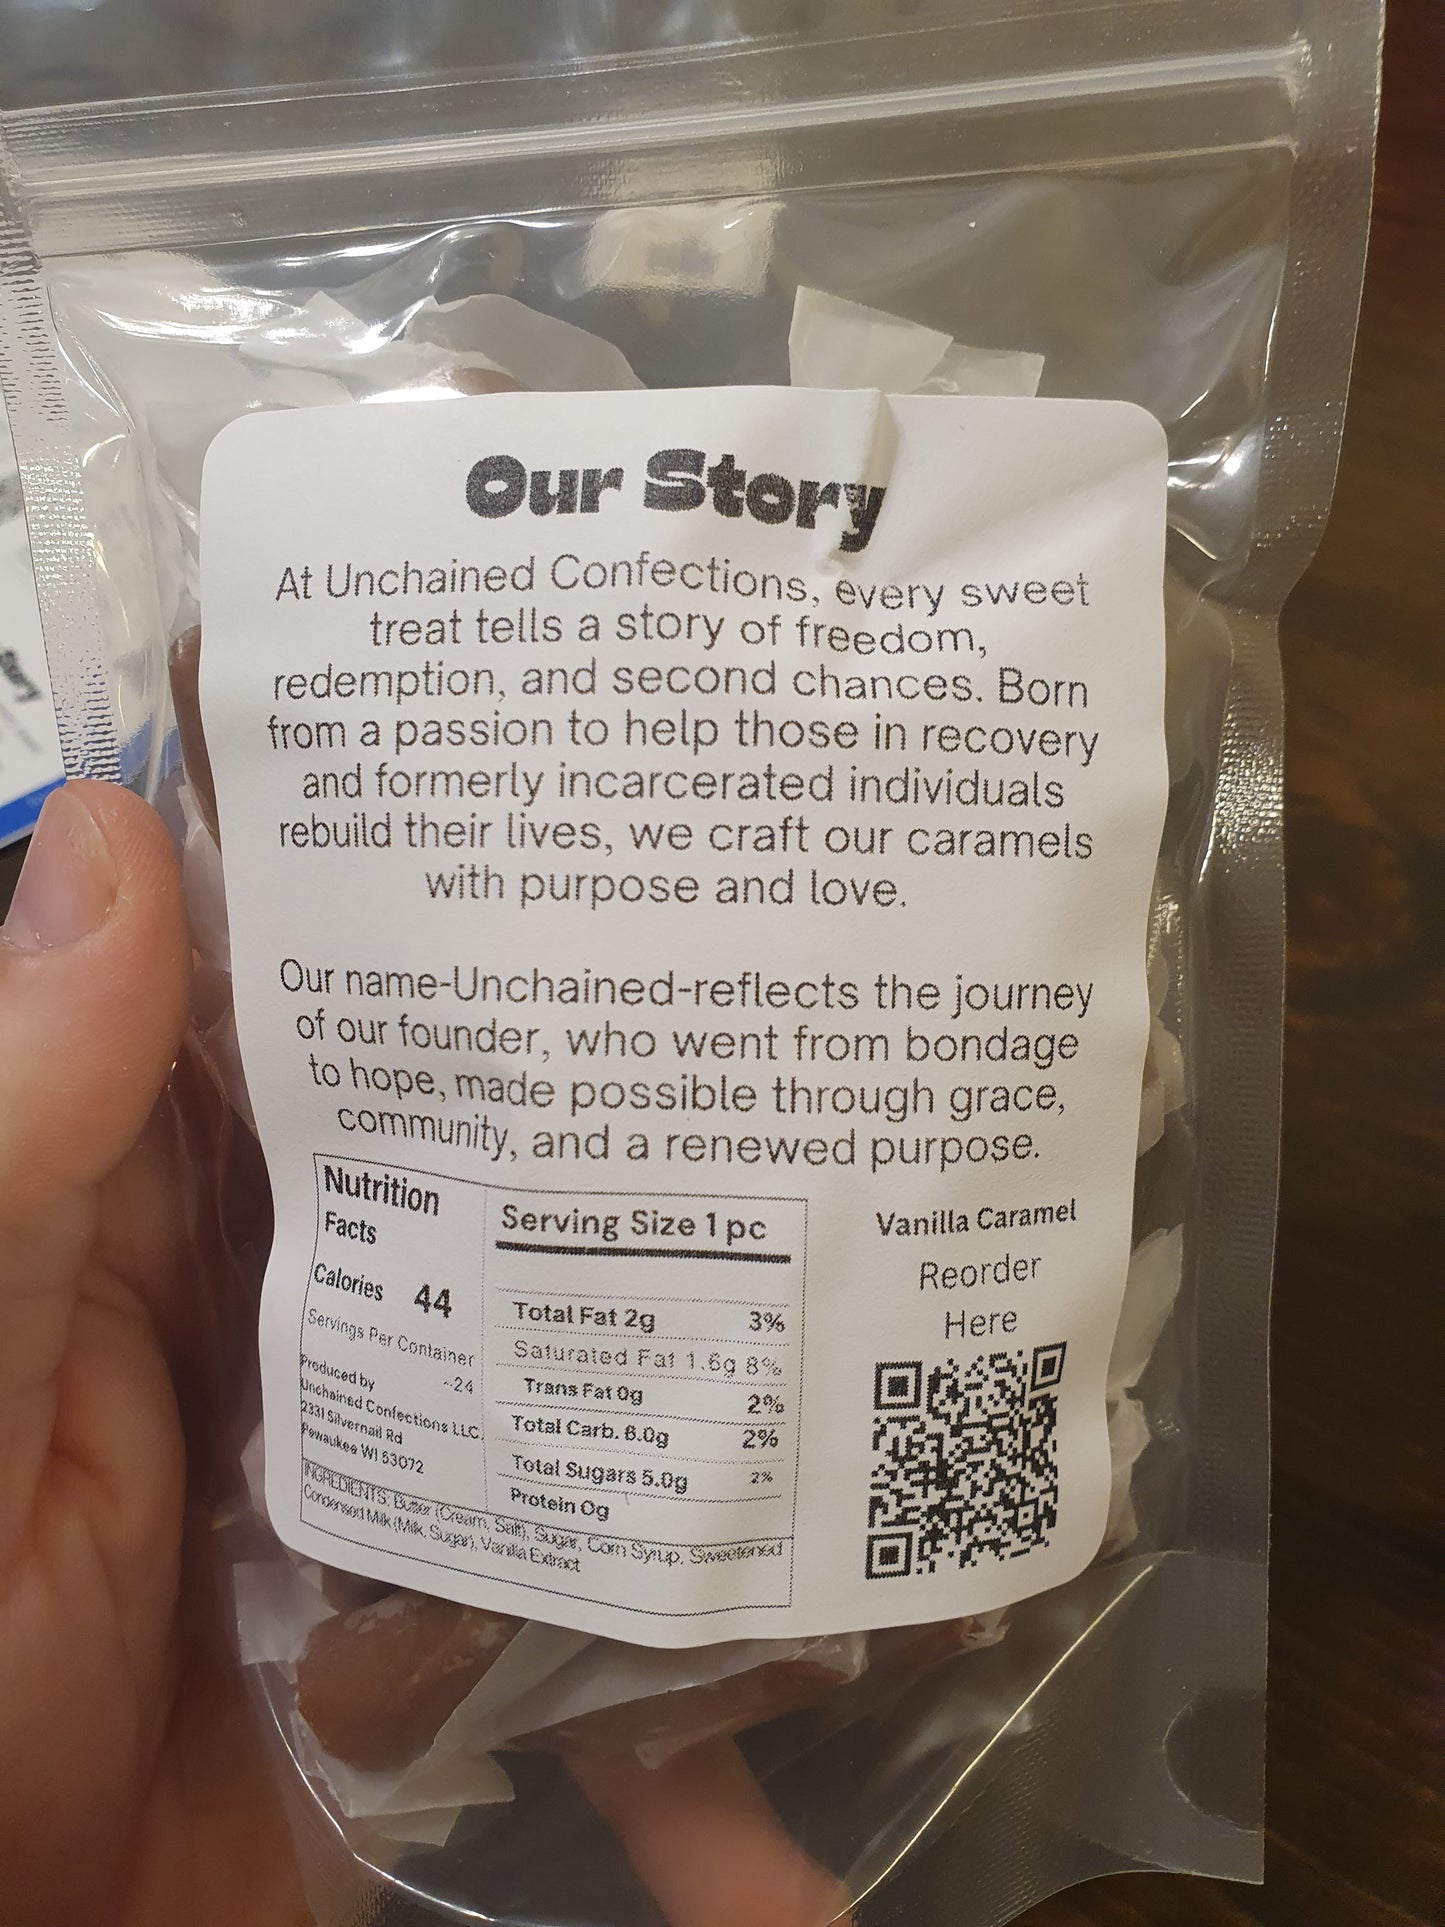 Our Story
At Unchained Confections, every sweet
treat tells a story of freedom,
redemption, and second chances. Born
from a passion to help those in recovery
and formerly incarcerated individuals
rebuild their lives, we craft our caramels
with purpose and love.
Our name-Unchained-reflects the journey
of our founder, who went from bondage
to hope, made possible through grace,
community, and a renewed purpose.
Nutrition
Facts
Calories 44
Servings Per Container
~24
Produced by
Unchained Confections LLC.
2331 Silvernail Rd
Pewaukee WI 53072
Serving Size 1 pc
Total Fat 2g 3%
Saturated Fat 1.6g 8%
Trans Fat 0g 2%
Total Carb. 6.0g 2%
Total Sugars 5.0g 2%
Protein 0g
INGREDIENTS: Butter (Cream, Salt), Sugar, Corn Syrup, Sweetened
Condensed Milk (Milk, Sugar), Vanilla Extract
Vanilla Caramel
Reorder
Here